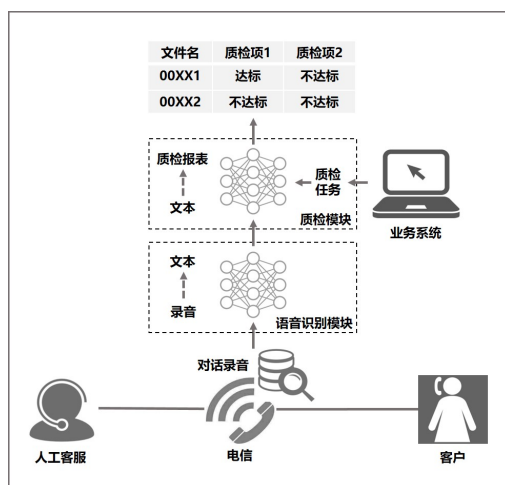 文件名 质检项1 质检项2
00XX1 达标 不达标
00XX2 不达标 不达标
质检报表
质检
任务
文本
质检模块
业务系统
文本
录音
语音识别模块
对话录音
人工客服
电信
客户